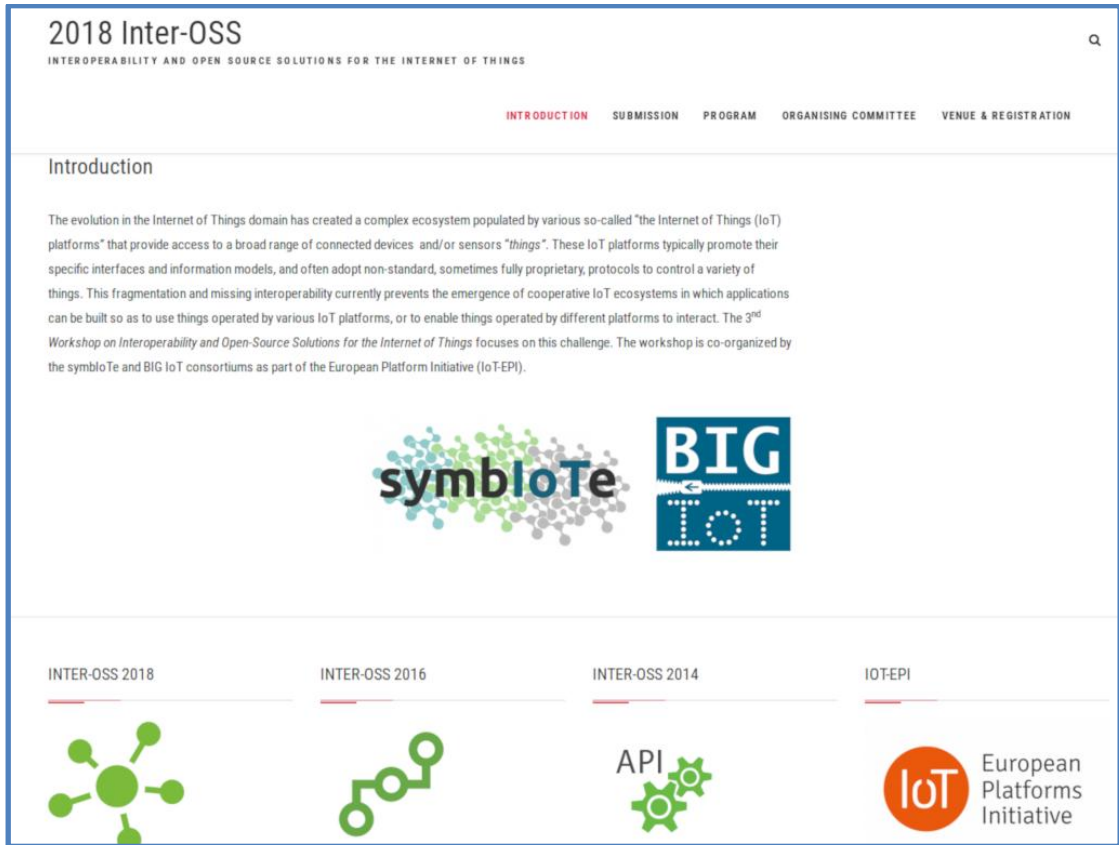 2018 Inter-OSS
INTEROPERABILITY AND OPEN SOURCE SOLUTIONS FOR THE INTERNET OF THINGS
INTRODUCTION SUBMISSION PROGRAM ORGANISING COMMITTEE VENUE & REGISTRATION
Introduction
The evolution in the Internet of Things domain has created a complex ecosystem populated by various so-called “the Internet of Things (IoT)
platforms” that provide access to a broad range of connected devices and/or sensors “things”. These IoT platforms typically promote their
specific interfaces and information models, and often adopt non-standard, sometimes fully proprietary, protocols to control a variety of
things. This fragmentation and missing interoperability currently prevents the emergence of cooperative IoT ecosystems in which applications
can be built so as to use things operated by various IoT platforms, or to enable things operated by different platforms to interact. The 3nd
Workshop on Interoperability and Open-Source Solutions for the Internet of Things focuses on this challenge. The workshop is co-organized by
the symbIoTe and BIG IoT consortiums as part of the European Platform Initiative (IoT-EPI).
symbIoTe
BIG
IoT
INTER-OSS 2018 INTER-OSS 2016 INTER-OSS 2014 IOT-EPI
API
IoT
European
Platforms
Initiative